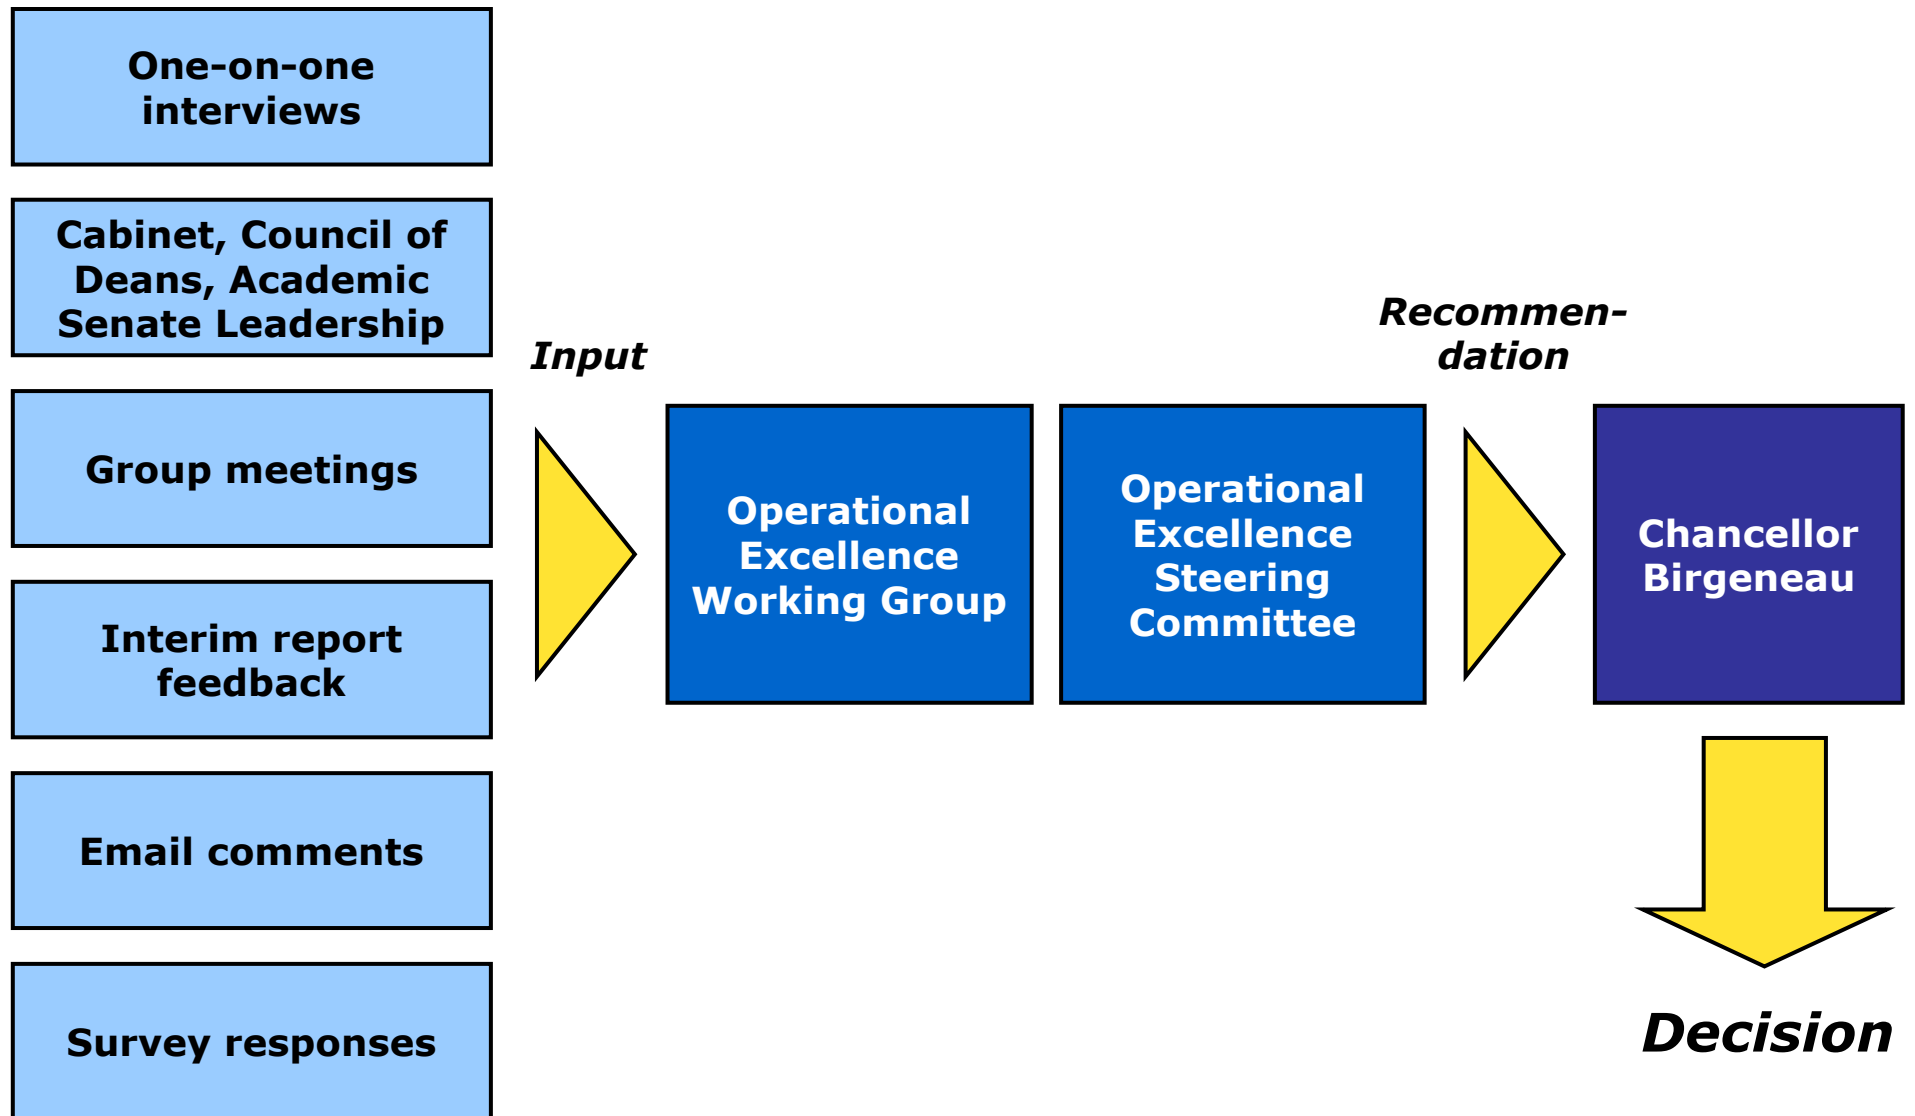 One-on-one
interviews
Cabinet, Council of
Deans, Academic
Senate Leadership
Group meetings
Interim report
feedback
Email comments
Survey responses
Input
Operational
Excellence
Working Group
Operational
Excellence
Steering
Committee
Recommen-
dation
Chancellor
Birgeneau
Decision